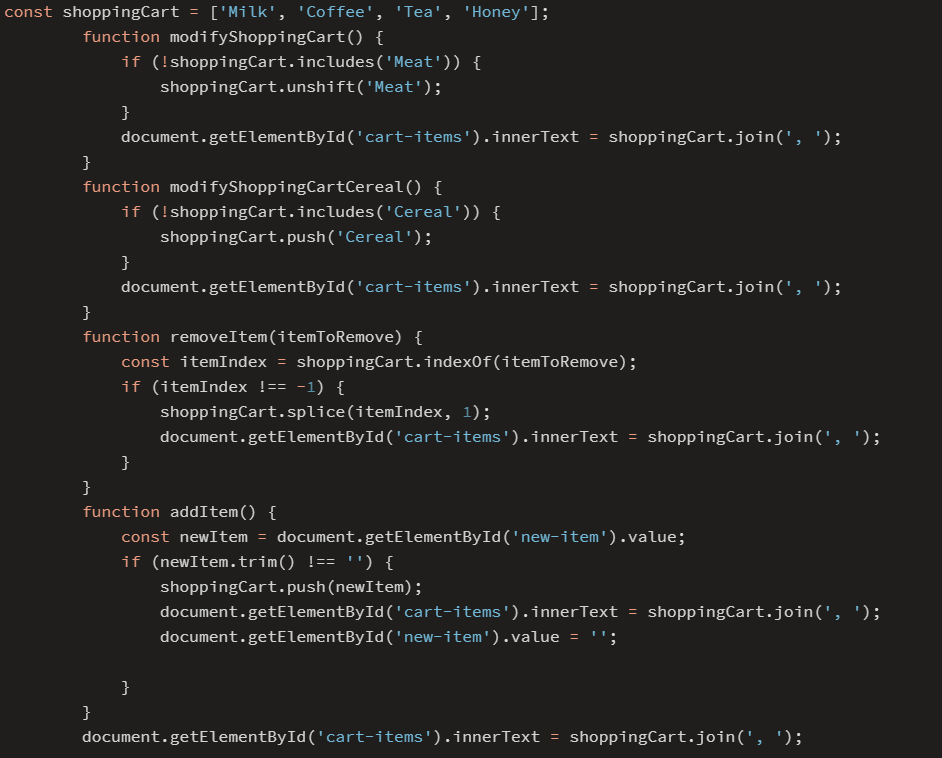 const shoppingCart = ['Milk', 'Coffee', 'Tea', 'Honey'];
        function modifyShoppingCart() {
            if (!shoppingCart.includes('Meat')) {
                shoppingCart.unshift('Meat');
            }
            document.getElementById('cart-items').innerText = shoppingCart.join(', ');
        }
        function modifyShoppingCartCereal() {
            if (!shoppingCart.includes('Cereal')) {
                shoppingCart.push('Cereal');
            }
            document.getElementById('cart-items').innerText = shoppingCart.join(', ');
        }
        function removeItem(itemToRemove) {
            const itemIndex = shoppingCart.indexOf(itemToRemove);
            if (itemIndex !== -1) {
                shoppingCart.splice(itemIndex, 1);
                document.getElementById('cart-items').innerText = shoppingCart.join(', ');
            }
        }
        function addItem() {
            const newItem = document.getElementById('new-item').value;
            if (newItem.trim() !== '') {
                shoppingCart.push(newItem);
                document.getElementById('cart-items').innerText = shoppingCart.join(', ');
                document.getElementById('new-item').value = '';

            }
        }
        document.getElementById('cart-items').innerText = shoppingCart.join(', ');